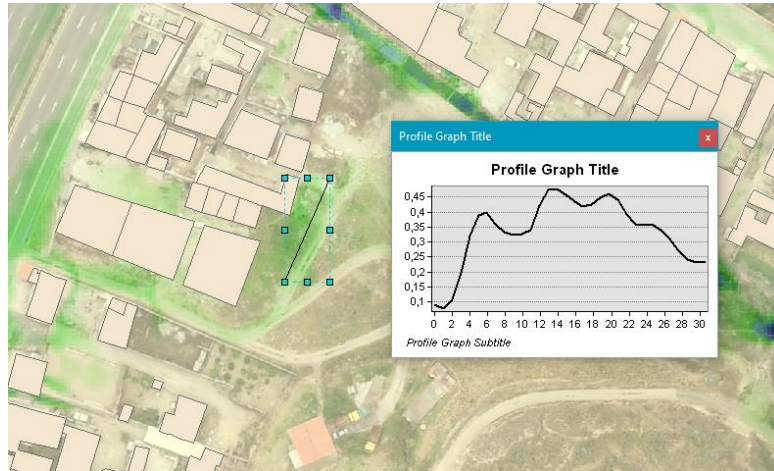 Profile Graph Title
x
Profile Graph Title
0,45
0,4
0,35
0,3
0,25
0,2
0,15
0,1
0 2 4 6 8 10 12 14 16 18 20 22 24 26 28 30
Profile Graph Subtitle